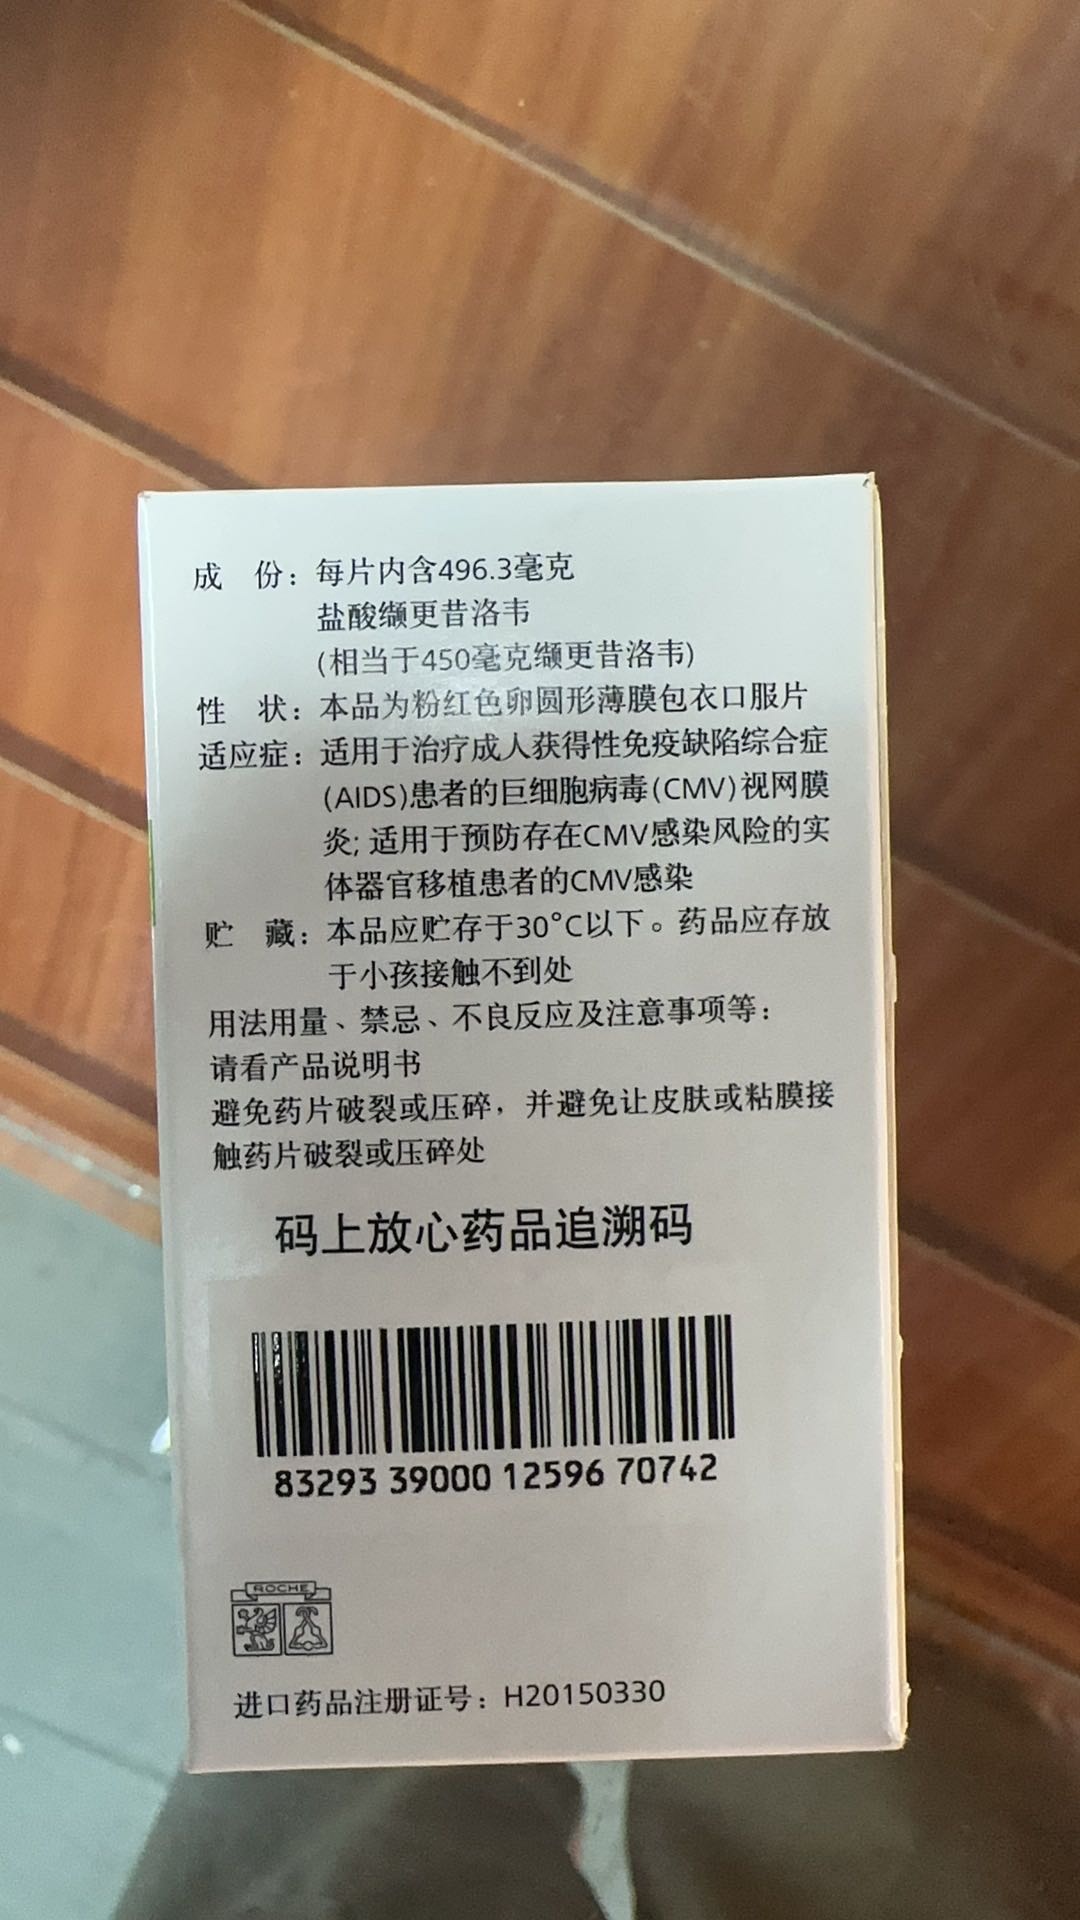 成 份：每片内含496.3毫克
盐酸缬更昔洛韦
(相当于450毫克缬更昔洛韦)
性 状：本品为粉红色卵圆形薄膜包衣口服片
适应症：适用于治疗成人获得性免疫缺陷综合症
(AIDS)患者的巨细胞病毒(CMV)视网膜
炎; 适用于预防存在CMV感染风险的实
体器官移植患者的CMV感染
贮 藏：本品应贮存于30°C以下。药品应存放
于小孩接触不到处
用法用量、禁忌、不良反应及注意事项等：
请看产品说明书
避免药片破裂或压碎，并避免让皮肤或粘膜接
触药片破裂或压碎处
码上放心药品追溯码
83293 39000 12596 70742
ROCHE
进口药品注册证号：H20150330